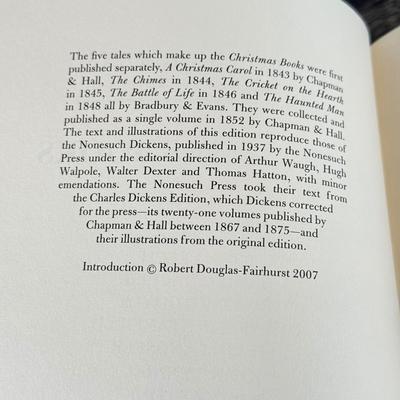 The five tales which make up the Christmas Books were first
published separately, A Christmas Carol in 1843 by Chapman
& Hall, The Chimes in 1844, The Cricket on the Hearth
in 1845, The Battle of Life in 1846 and The Haunted Man
in 1848 all by Bradbury & Evans. They were collected and
published as a single volume in 1852 by Chapman & Hall.
The text and illustrations of this edition reproduce those of
the Nonesuch Dickens, published in 1937 by the Nonesuch
Press under the editorial direction of Arthur Waugh, Hugh
Walpole, Walter Dexter and Thomas Hatton, with minor
emendations. The Nonesuch Press took their text from
the Charles Dickens Edition, which Dickens corrected
for the press—its twenty-one volumes published by
Chapman & Hall between 1867 and 1875—and
their illustrations from the original edition.
Introduction © Robert Douglas-Fairhurst 2007